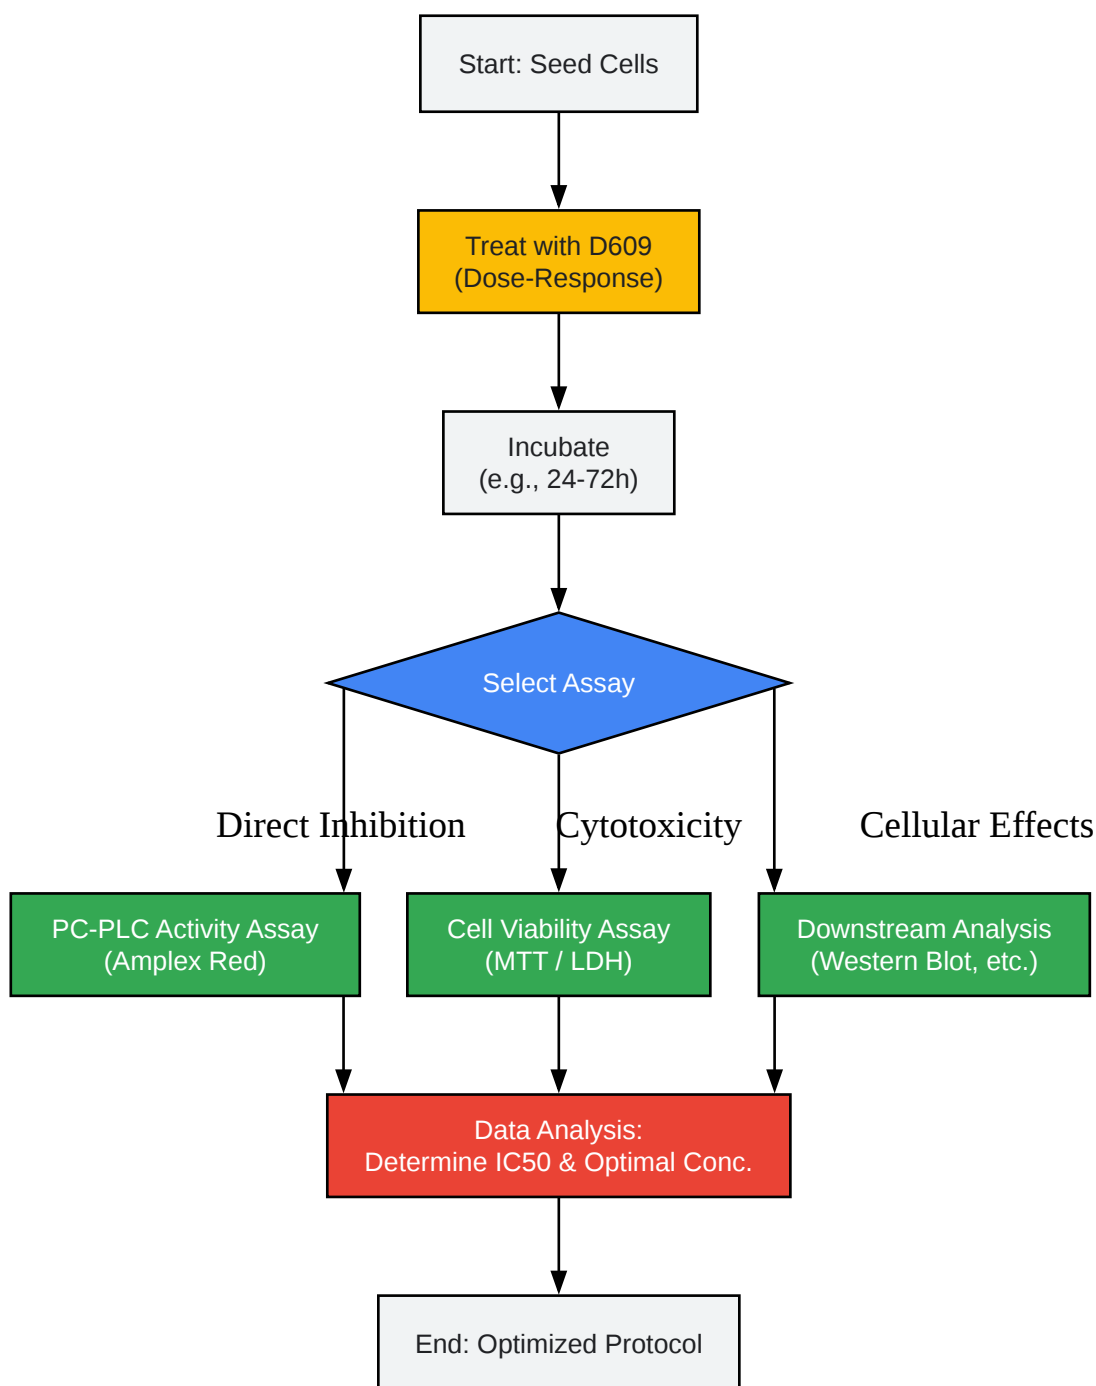 Start: Seed Cells
Treat with D609
(Dose-Response)
Incubate
(e.g., 24-72h)
Select Assay
Direct Inhibition
Cytotoxicity
Cellular Effects
PC-PLC Activity Assay
(Amplex Red)
Cell Viability Assay
(MTT / LDH)
Downstream Analysis
(Western Blot, etc.)
Data Analysis:
Determine IC50 & Optimal Conc.
End: Optimized Protocol